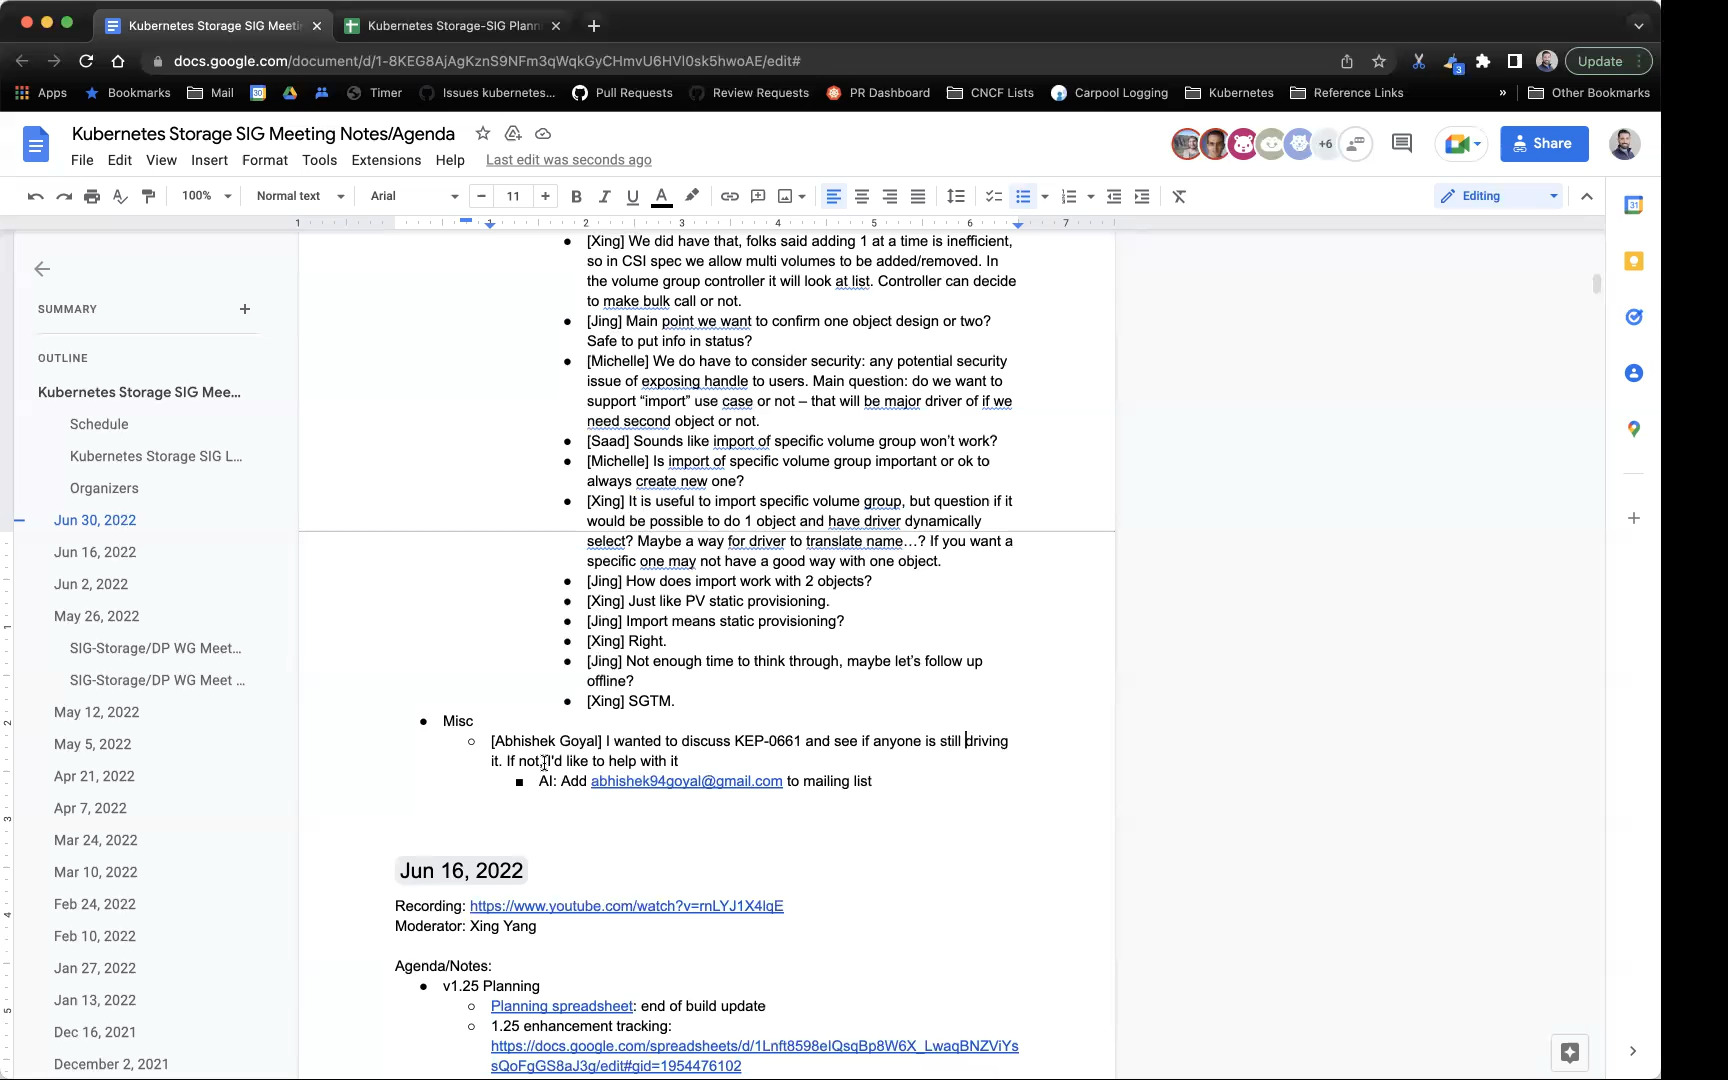 Kubernetes Storage SIG Meeti
Kubernetes Storage-SIG Plann
docs.google.com/document/d/1-8KEG8AjAgKznS9NFm3qWqkGyCHmvU6HVl0sk5hwoAE/edit#
3
Update
Apps
Bookmarks
Mail
30
Timer
Issues kubernetes...
Pull Requests
Review Requests
PR Dashboard
CNCF Lists
Carpool Logging
Kubernetes
Reference Links
»
Other Bookmarks
Kubernetes Storage SIG Meeting Notes/Agenda
File Edit View Insert Format Tools Extensions Help Last edit was seconds ago
+6
Share
100% Normal text Arial 11 Editing
31
1 1 2 3 4 5 6 7
SUMMARY
OUTLINE
Kubernetes Storage SIG Mee...
Schedule
Kubernetes Storage SIG L...
Organizers
Jun 30, 2022
Jun 16, 2022
Jun 2, 2022
May 26, 2022
SIG-Storage/DP WG Meet...
SIG-Storage/DP WG Meet ...
May 12, 2022
May 5, 2022
Apr 21, 2022
Apr 7, 2022
Mar 24, 2022
Mar 10, 2022
Feb 24, 2022
Feb 10, 2022
Jan 27, 2022
Jan 13, 2022
Dec 16, 2021
December 2, 2021
1
2
3
4
5
● [Xing] We did have that, folks said adding 1 at a time is inefficient,
so in CSI spec we allow multi volumes to be added/removed. In
the volume group controller it will look at list. Controller can decide
to make bulk call or not.
● [Jing] Main point we want to confirm one object design or two?
Safe to put info in status?
● [Michelle] We do have to consider security: any potential security
issue of exposing handle to users. Main question: do we want to
support “import” use case or not – that will be major driver of if we
need second object or not.
● [Saad] Sounds like import of specific volume group won’t work?
● [Michelle] Is import of specific volume group important or ok to
always create new one?
● [Xing] It is useful to import specific volume group, but question if it
would be possible to do 1 object and have driver dynamically
select? Maybe a way for driver to translate name…? If you want a
specific one may not have a good way with one object.
● [Jing] How does import work with 2 objects?
● [Xing] Just like PV static provisioning.
● [Jing] Import means static provisioning?
● [Xing] Right.
● [Jing] Not enough time to think through, maybe let’s follow up
offline?
● [Xing] SGTM.
● Misc
○ [Abhishek Goyal] I wanted to discuss KEP-0661 and see if anyone is still driving
it. If not, I'd like to help with it
■ AI: Add abhishek94goyal@gmail.com to mailing list
Jun 16, 2022
Recording: https://www.youtube.com/watch?v=rnLYJ1X4lqE
Moderator: Xing Yang
Agenda/Notes:
● v1.25 Planning
○ Planning spreadsheet: end of build update
○ 1.25 enhancement tracking:
https://docs.google.com/spreadsheets/d/1Lnft8598eIQsqBp8W6X_LwaqBNZViYs
sQoFgGS8aJ3g/edit#gid=1954476102